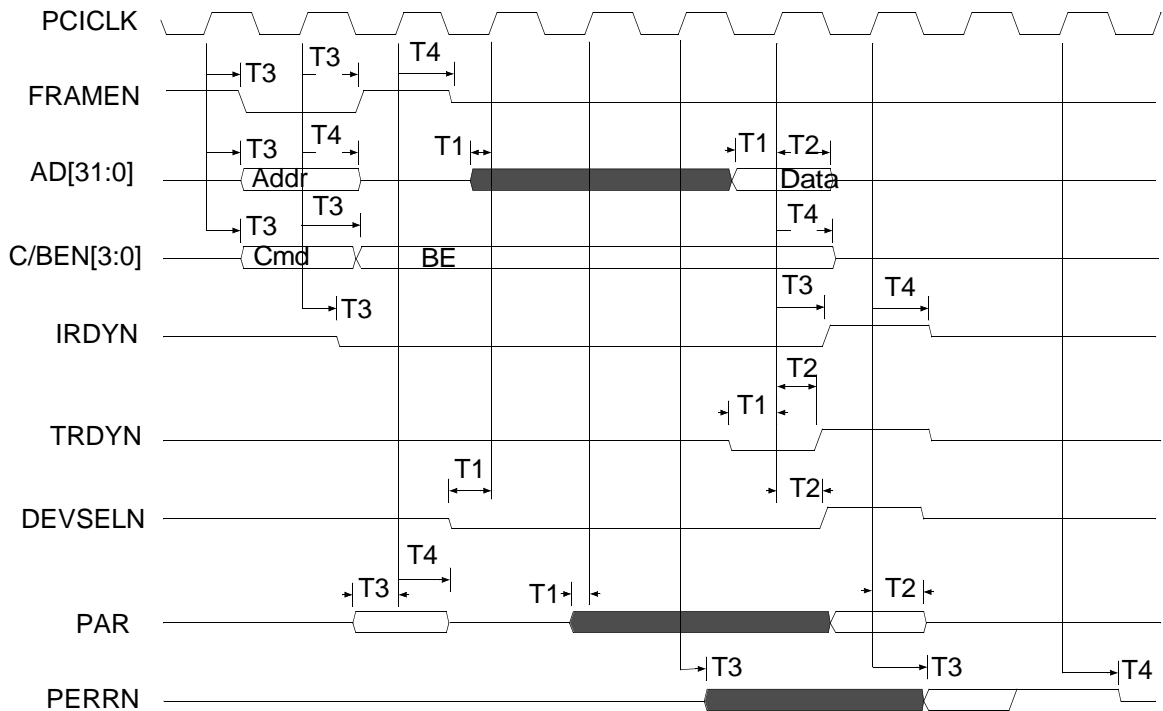 PCICLK
T3 T3 T4
FRAMEN
T3 T4 T1 T1 T2
AD[31:0] Addr Data
T3 T3 T4
C/BEN[3:0] Cmd BE
T3 T3 T4
IRDYN
T2
T1
TRDYN
T1 T2
DEVSELN
T4
T3 T1 T2
PAR
T3 T3 T4
PERRN